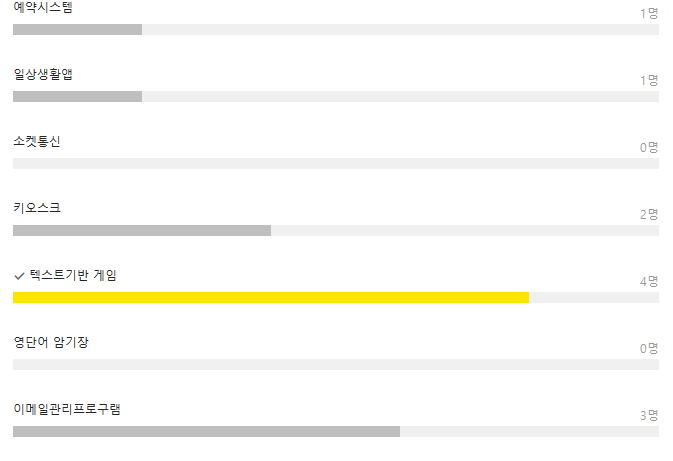 예약시스템
1명
일상생활앱
1명
소켓통신
0명
키오스크
2명
텍스트기반 게임
4명
영단어 암기장
0명
이메일관리프로구램
3명